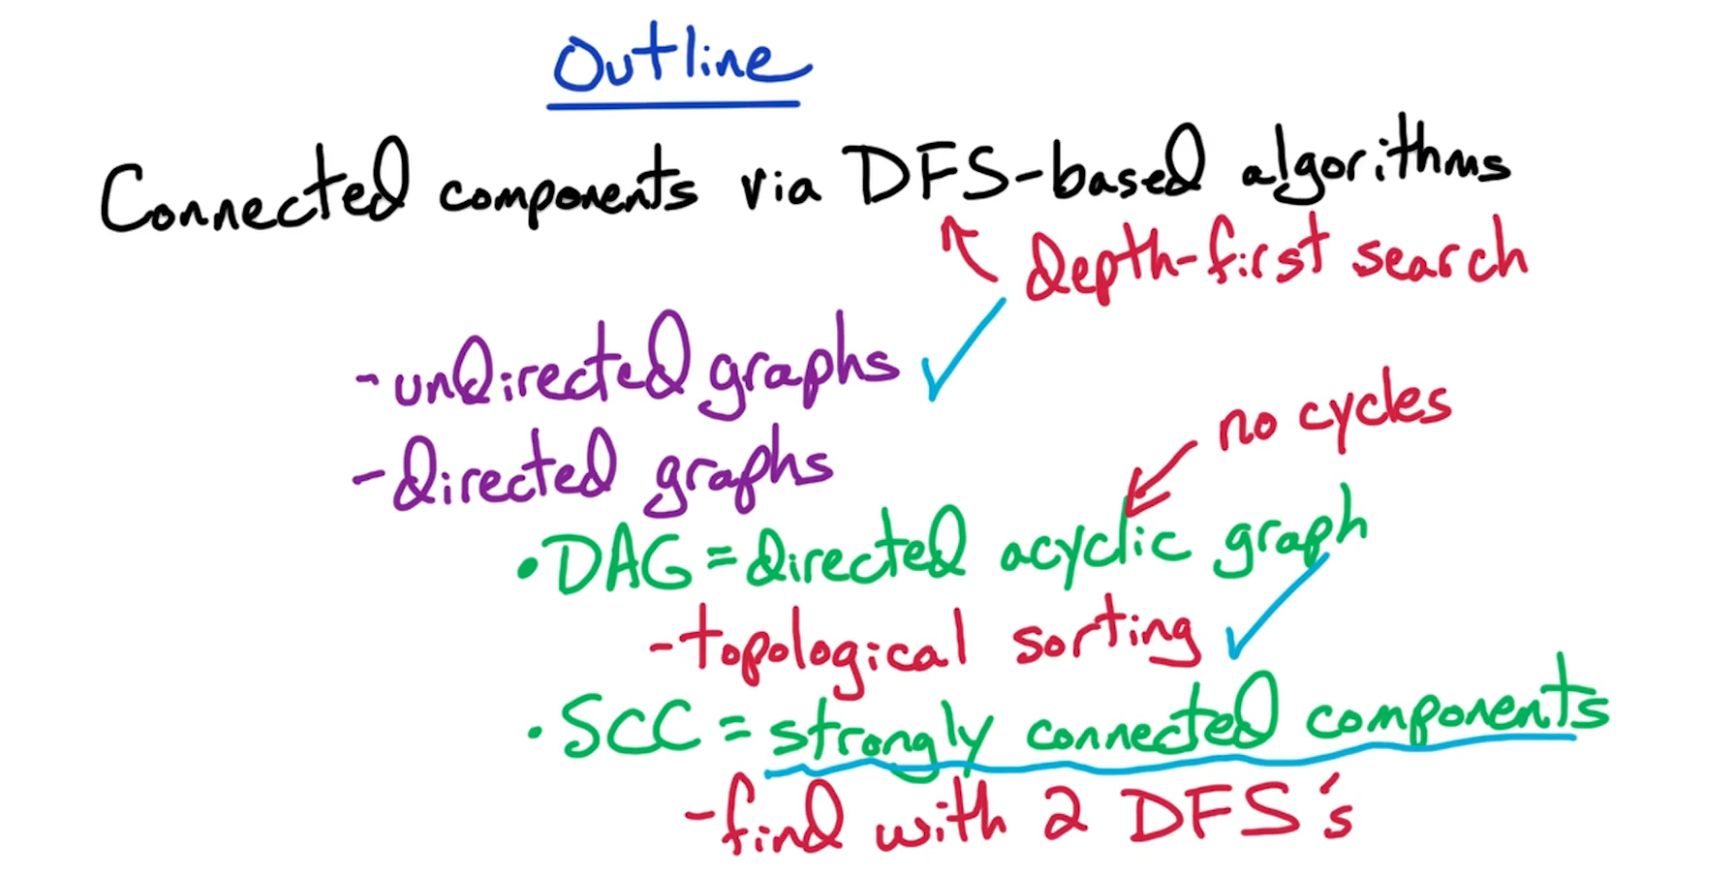 Outline
Connected components via DFS-based algorithms
depth-first search
-undirected graphs
no cycles
-directed graphs
•DAG=directed acyclic graph
-topological sorting
•SCC=strongly connected components
-find with 2 DFS's